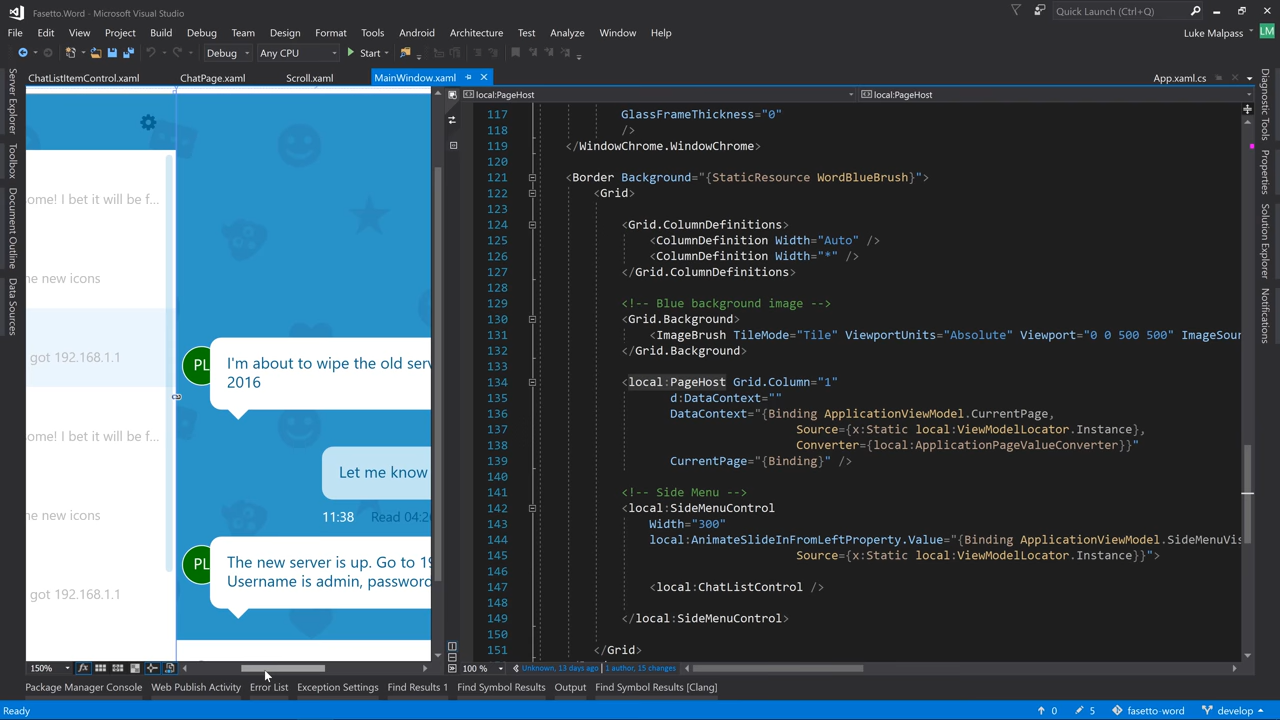 Fasetto.Word - Microsoft Visual Studio
Quick Launch (Ctrl+Q)
File Edit View Project Build Debug Team Design Format Tools Android Architecture Test Analyze Window Help
Luke Malpass LM
Debug Any CPU Start
ChatListItemControl.xaml ChatPage.xaml Scroll.xaml MainWindow.xaml App.xaml.cs
Server Explorer
Toolbox
Document Outline
Data Sources
ome! I bet it will be f...
he new icons
got 192.168.1.1
ome! I bet it will be f...
he new icons
got 192.168.1.1
PL
I'm about to wipe the old serv
2016
Let me know
11:38 Read 04:26
PL
The new server is up. Go to 19
Username is admin, password
150%
local:PageHost local:PageHost
117 GlassFrameThickness="0"
118 />
119 </WindowChrome.WindowChrome>
120
121 <Border Background="{StaticResource WordBlueBrush}">
122 <Grid>
123
124 <Grid.ColumnDefinitions>
125 <ColumnDefinition Width="Auto" />
126 <ColumnDefinition Width="*" />
127 </Grid.ColumnDefinitions>
128
129 <!-- Blue background image -->
130 <Grid.Background>
131 <ImageBrush TileMode="Tile" ViewportUnits="Absolute" Viewport="0 0 500 500" ImageSour
132 </Grid.Background>
133
134 <local:PageHost Grid.Column="1"
135 d:DataContext=""
136 DataContext="{Binding ApplicationViewModel.CurrentPage,
137 Source={x:Static local:ViewModelLocator.Instance},
138 Converter={local:ApplicationPageValueConverter}}"
139 CurrentPage="{Binding}" />
140
141 <!-- Side Menu -->
142 <local:SideMenuControl
143 Width="300"
144 local:AnimateSlideInFromLeftProperty.Value="{Binding ApplicationViewModel.SideMenuVis
145 Source={x:Static local:ViewModelLocator.Instance}}">
146
147 <local:ChatListControl />
148
149 </local:SideMenuControl>
150
151 </Grid>
100 % Unknown, 13 days ago 1 author, 15 changes
Diagnostic Tools
Properties
Solution Explorer
Notifications
Package Manager Console Web Publish Activity Error List Exception Settings Find Results 1 Find Symbol Results Output Find Symbol Results [Clang]
Ready 0 5 fasetto-word develop